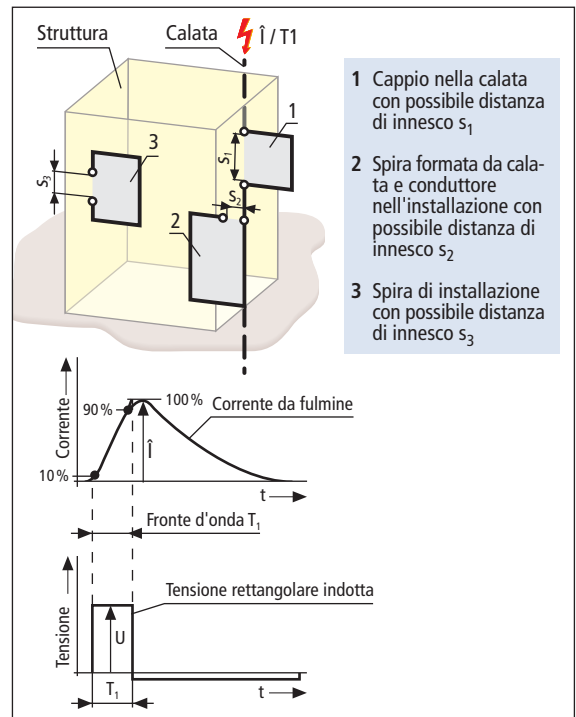 Struttura
Calata
Î / T1
1
3
s1
s3
s2
2
1 Cappio nella calata
con possibile distanza
di innesco s1
2 Spira formata da cala-
ta e conduttore
nell'installazione con
possibile distanza di
innesco s2
3 Spira di installazione
con possibile distanza
di innesco s3
Corrente
100%
90%
Corrente da fulmine
Î
10%
t
Fronte d'onda T1
Tensione
Tensione rettangolare indotta
U
T1
t